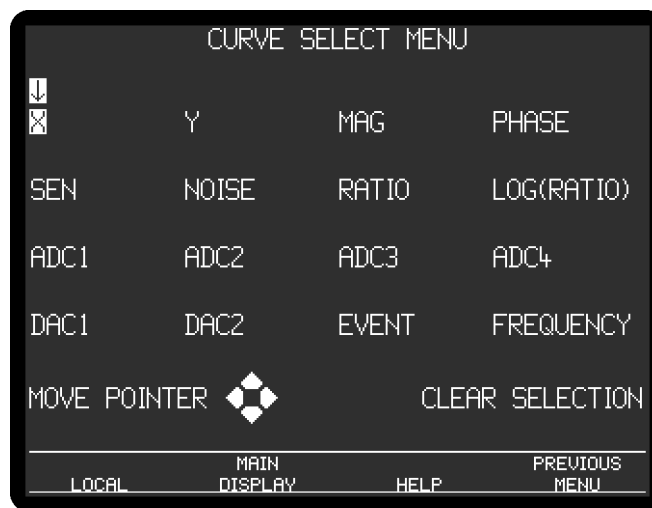 CURVE SELECT MENU
↓
X Y MAG PHASE
SEN NOISE RATIO LOG(RATIO)
ADC1 ADC2 ADC3 ADC4
DAC1 DAC2 EVENT FREQUENCY
MOVE POINTER CLEAR SELECTION
MAIN PREVIOUS
LOCAL DISPLAY HELP MENU